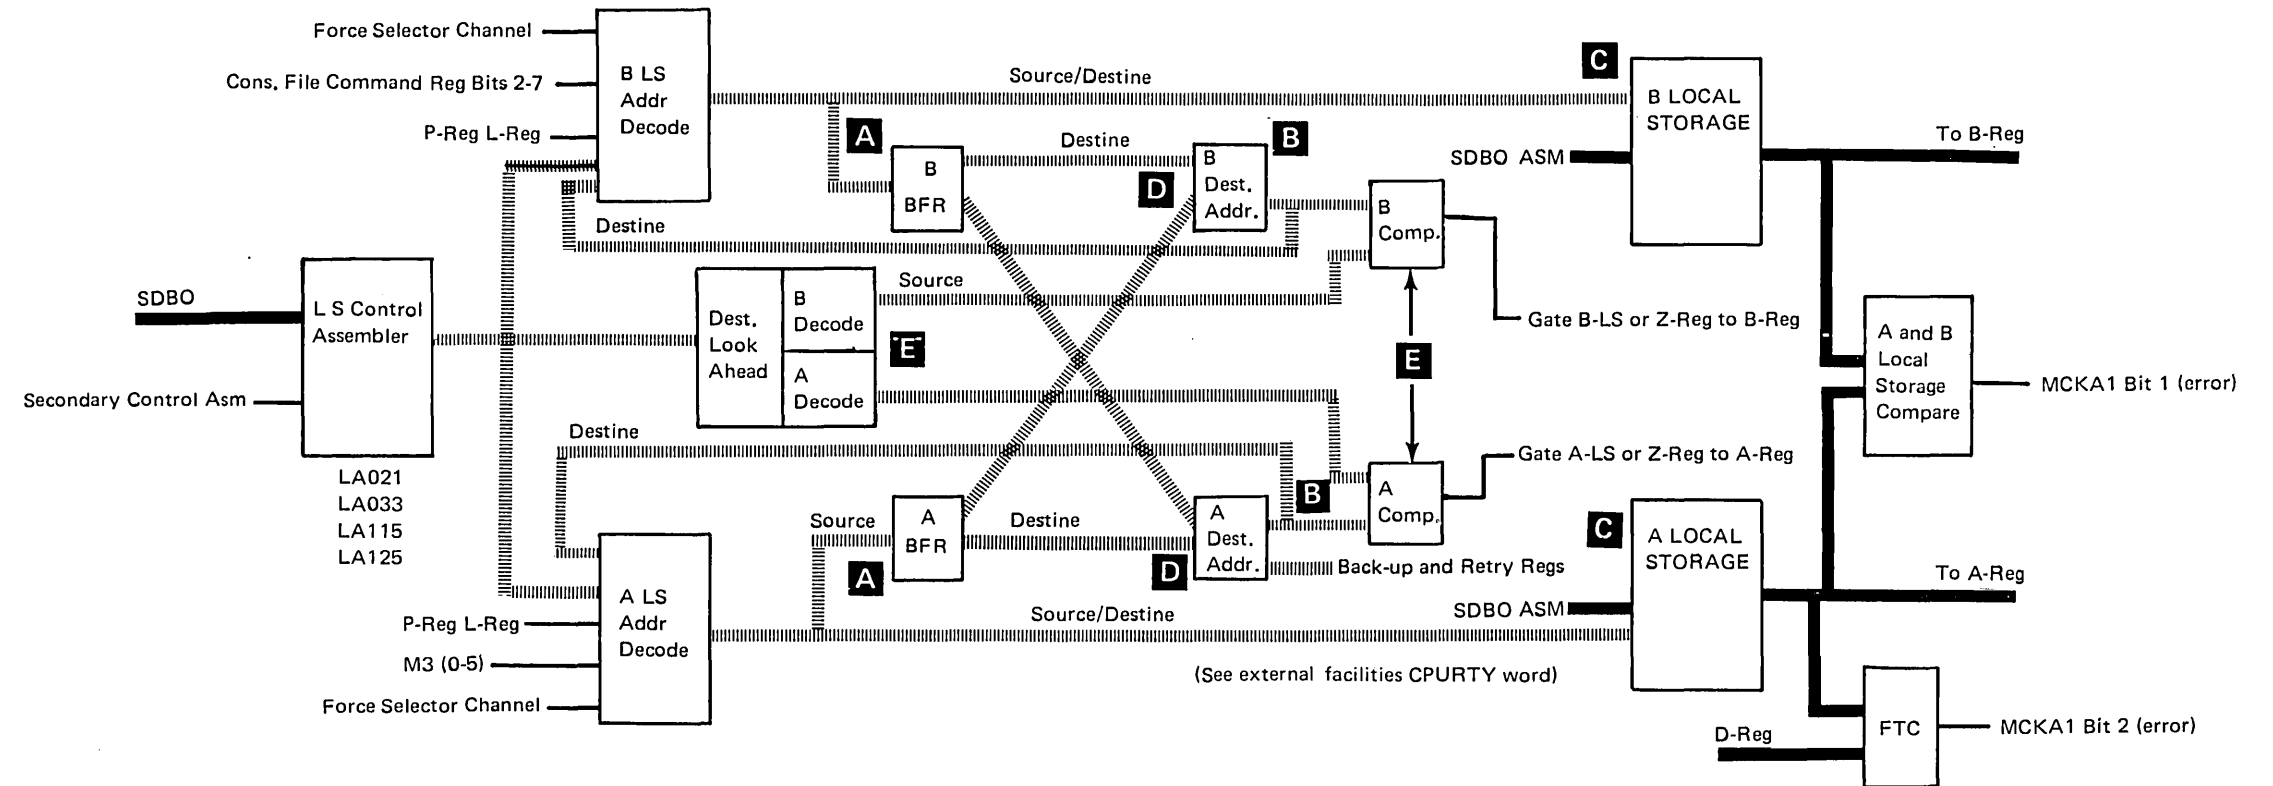 Force Selector Channel
Cons. File Command Reg Bits 2-7
P-Reg L-Reg
B LS
Addr
Decode
Source/Destine
C
B LOCAL
STORAGE
SDBO ASM
To B-Reg
A
B
BFR
Destine
B
D
B
Dest.
Addr.
B
Comp.
Destine
Gate B-LS or Z-Reg to B-Reg
SDBO
L S Control
Assembler
Secondary Control Asm
LA021
LA033
LA115
LA125
Dest.
Look
Ahead
B
Decode
A
Decode
Source
E
E
A and B
Local
Storage
Compare
MCKA1 Bit 1 (error)
Destine
Gate A-LS or Z-Reg to A-Reg
Source
A
BFR
A
Destine
B
A
Dest.
Addr.
D
A
Comp.
Back-up and Retry Regs
C
A LOCAL
STORAGE
SDBO ASM
To A-Reg
A LS
Addr
Decode
P-Reg L-Reg
M3 (0-5)
Force Selector Channel
Source/Destine
(See external facilities CPURTY word)
D-Reg
FTC
MCKA1 Bit 2 (error)